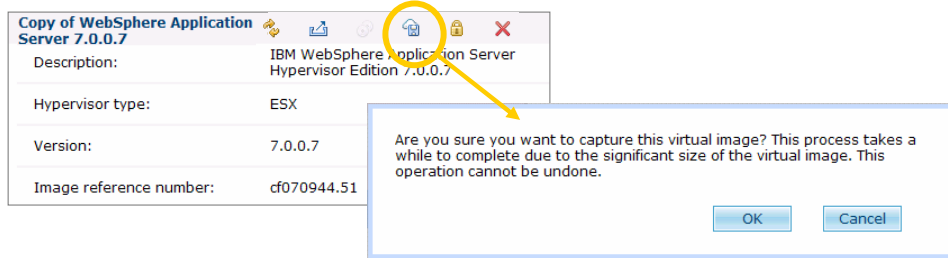 Copy of WebSphere Application
Server 7.0.0.7
Description:
IBM WebSphere Application Server
Hypervisor Edition 7.0.0.7
Hypervisor type:
ESX
Version:
7.0.0.7
Image reference number:
cf070944.51
Are you sure you want to capture this virtual image? This process takes a
while to complete due to the significant size of the virtual image. This
operation cannot be undone.
OK
Cancel